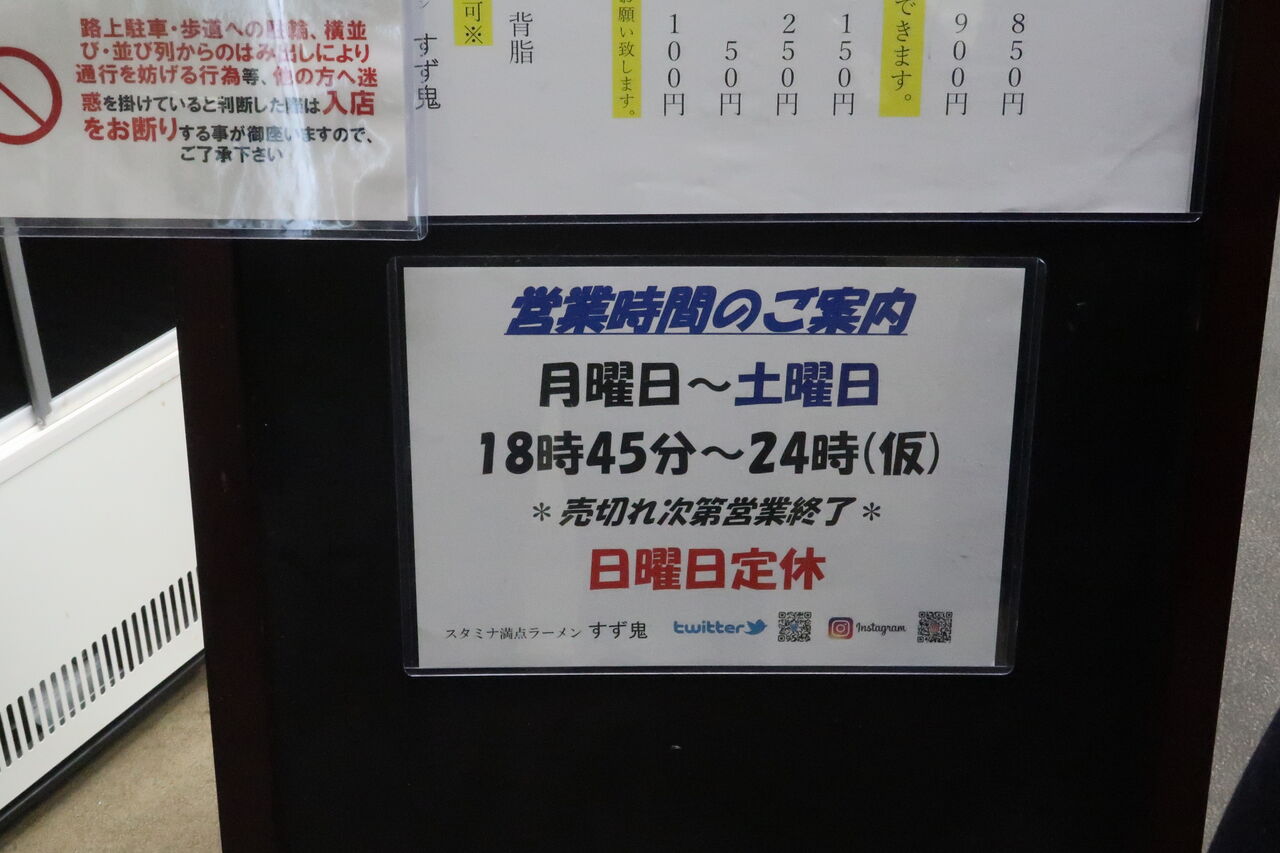 路上駐車・歩道への駐輪、横並
び・並び列からのはみ出しにより
通行を妨げる行為等、他の方へ迷
惑を掛けていると判断した際は入店
をお断りする事が御座いますので、
ご了承下さい
850円
900円
できます。
150円
250円
50円
100円
お願い致します。
背脂
可※
すず鬼
営業時間のご案内
月曜日～土曜日
18時45分～24時(仮)
＊売切れ次第営業終了＊
日曜日定休
スタミナ満点ラーメン すず鬼 twitter Instagram